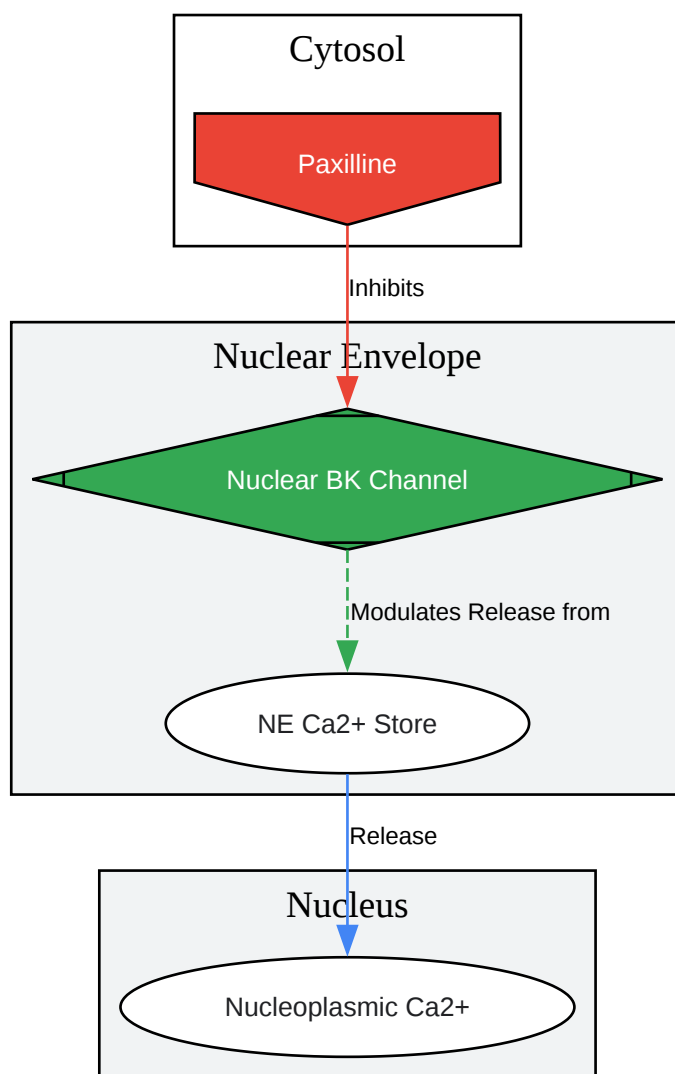 Cytosol
Paxilline
Inhibits
Nuclear Envelope
Nuclear BK Channel
Modulates Release from
NE Ca2+ Store
Release
Nucleus
Nucleoplasmic Ca2+